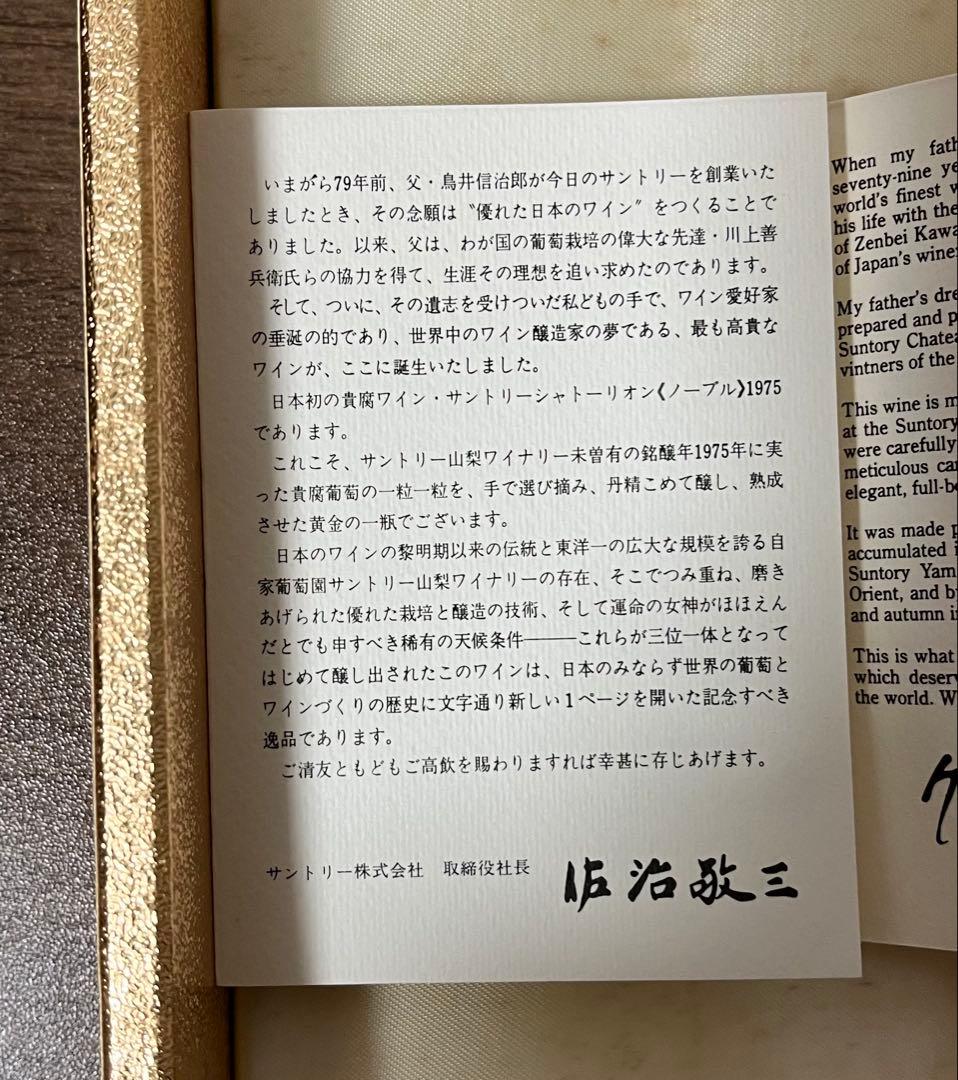 いまがら79年前、父・鳥井信治郎が今日のサントリーを創業いた
しましたとき、その念願は〝優れた日本のワイン〟をつくることで
ありました。以来、父は、わが国の葡萄栽培の偉大な先達・川上善
兵衛氏らの協力を得て、生涯その理想を追い求めたのであります。
そして、ついに、その遺志を受けついだ私どもの手で、ワイン愛好家
の垂涎の的であり、世界中のワイン醸造家の夢である、最も高貴な
ワインが、ここに誕生いたしました。
日本初の貴腐ワイン・サントリーシャトーリオン《ノーブル》1975
であります。
これこそ、サントリー山梨ワイナリー未曽有の銘醸年1975年に実
った貴腐葡萄の一粒一粒を、手で選び摘み、丹精こめて醸し、熟成
させた黄金の一瓶でございます。
日本のワインの黎明期以来の伝統と東洋一の広大な規模を誇る自
家葡萄園サントリー山梨ワイナリーの存在、そこでつみ重ね、磨き
あげられた優れた栽培と醸造の技術、そして運命の女神がほほえん
だとでも申すべき稀有の天候条件———これらが三位一体となって
はじめて醸し出されたこのワインは、日本のみならず世界の葡萄と
ワインづくりの歴史に文字通り新しい1ページを開いた記念すべき
逸品であります。
ご清友ともどもご高飲を賜わりますれば幸甚に存じあげます。
サントリー株式会社 取締役社長 佐治敬三
When my fath
seventy-nine ye
world's finest w
his life with the
of Zenbei Kawa
of Japan's wine
My father's dre
prepared and p
Suntory Chatea
vintners of the
This wine is m
at the Suntory
were carefully
meticulous car
elegant, full-b
It was made p
accumulated i
Suntory Yam
Orient, and b
and autumn i
This is what
which deserv
the world. W